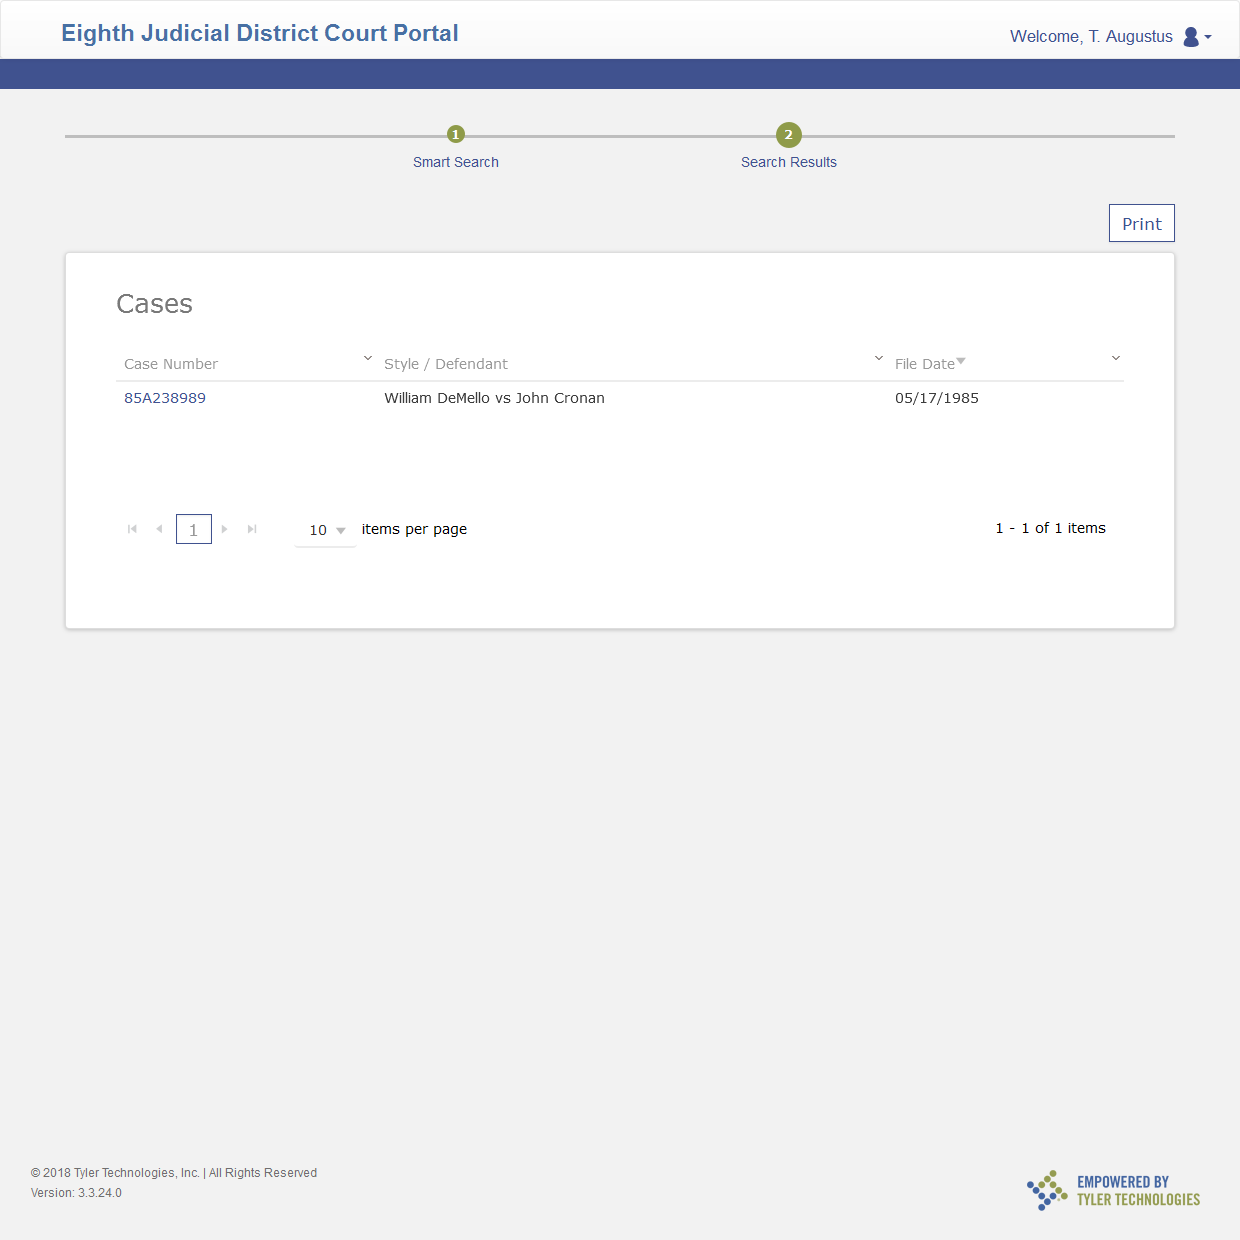 Eighth Judicial District Court Portal
Welcome, T. Augustus
1
Smart Search
2
Search Results
Print
Cases
Case Number Style / Defendant File Date
85A238989 William DeMello vs John Cronan 05/17/1985
1 10 items per page 1 - 1 of 1 items
© 2018 Tyler Technologies, Inc. | All Rights Reserved
Version: 3.3.24.0
EMPOWERED BY
TYLER TECHNOLOGIES